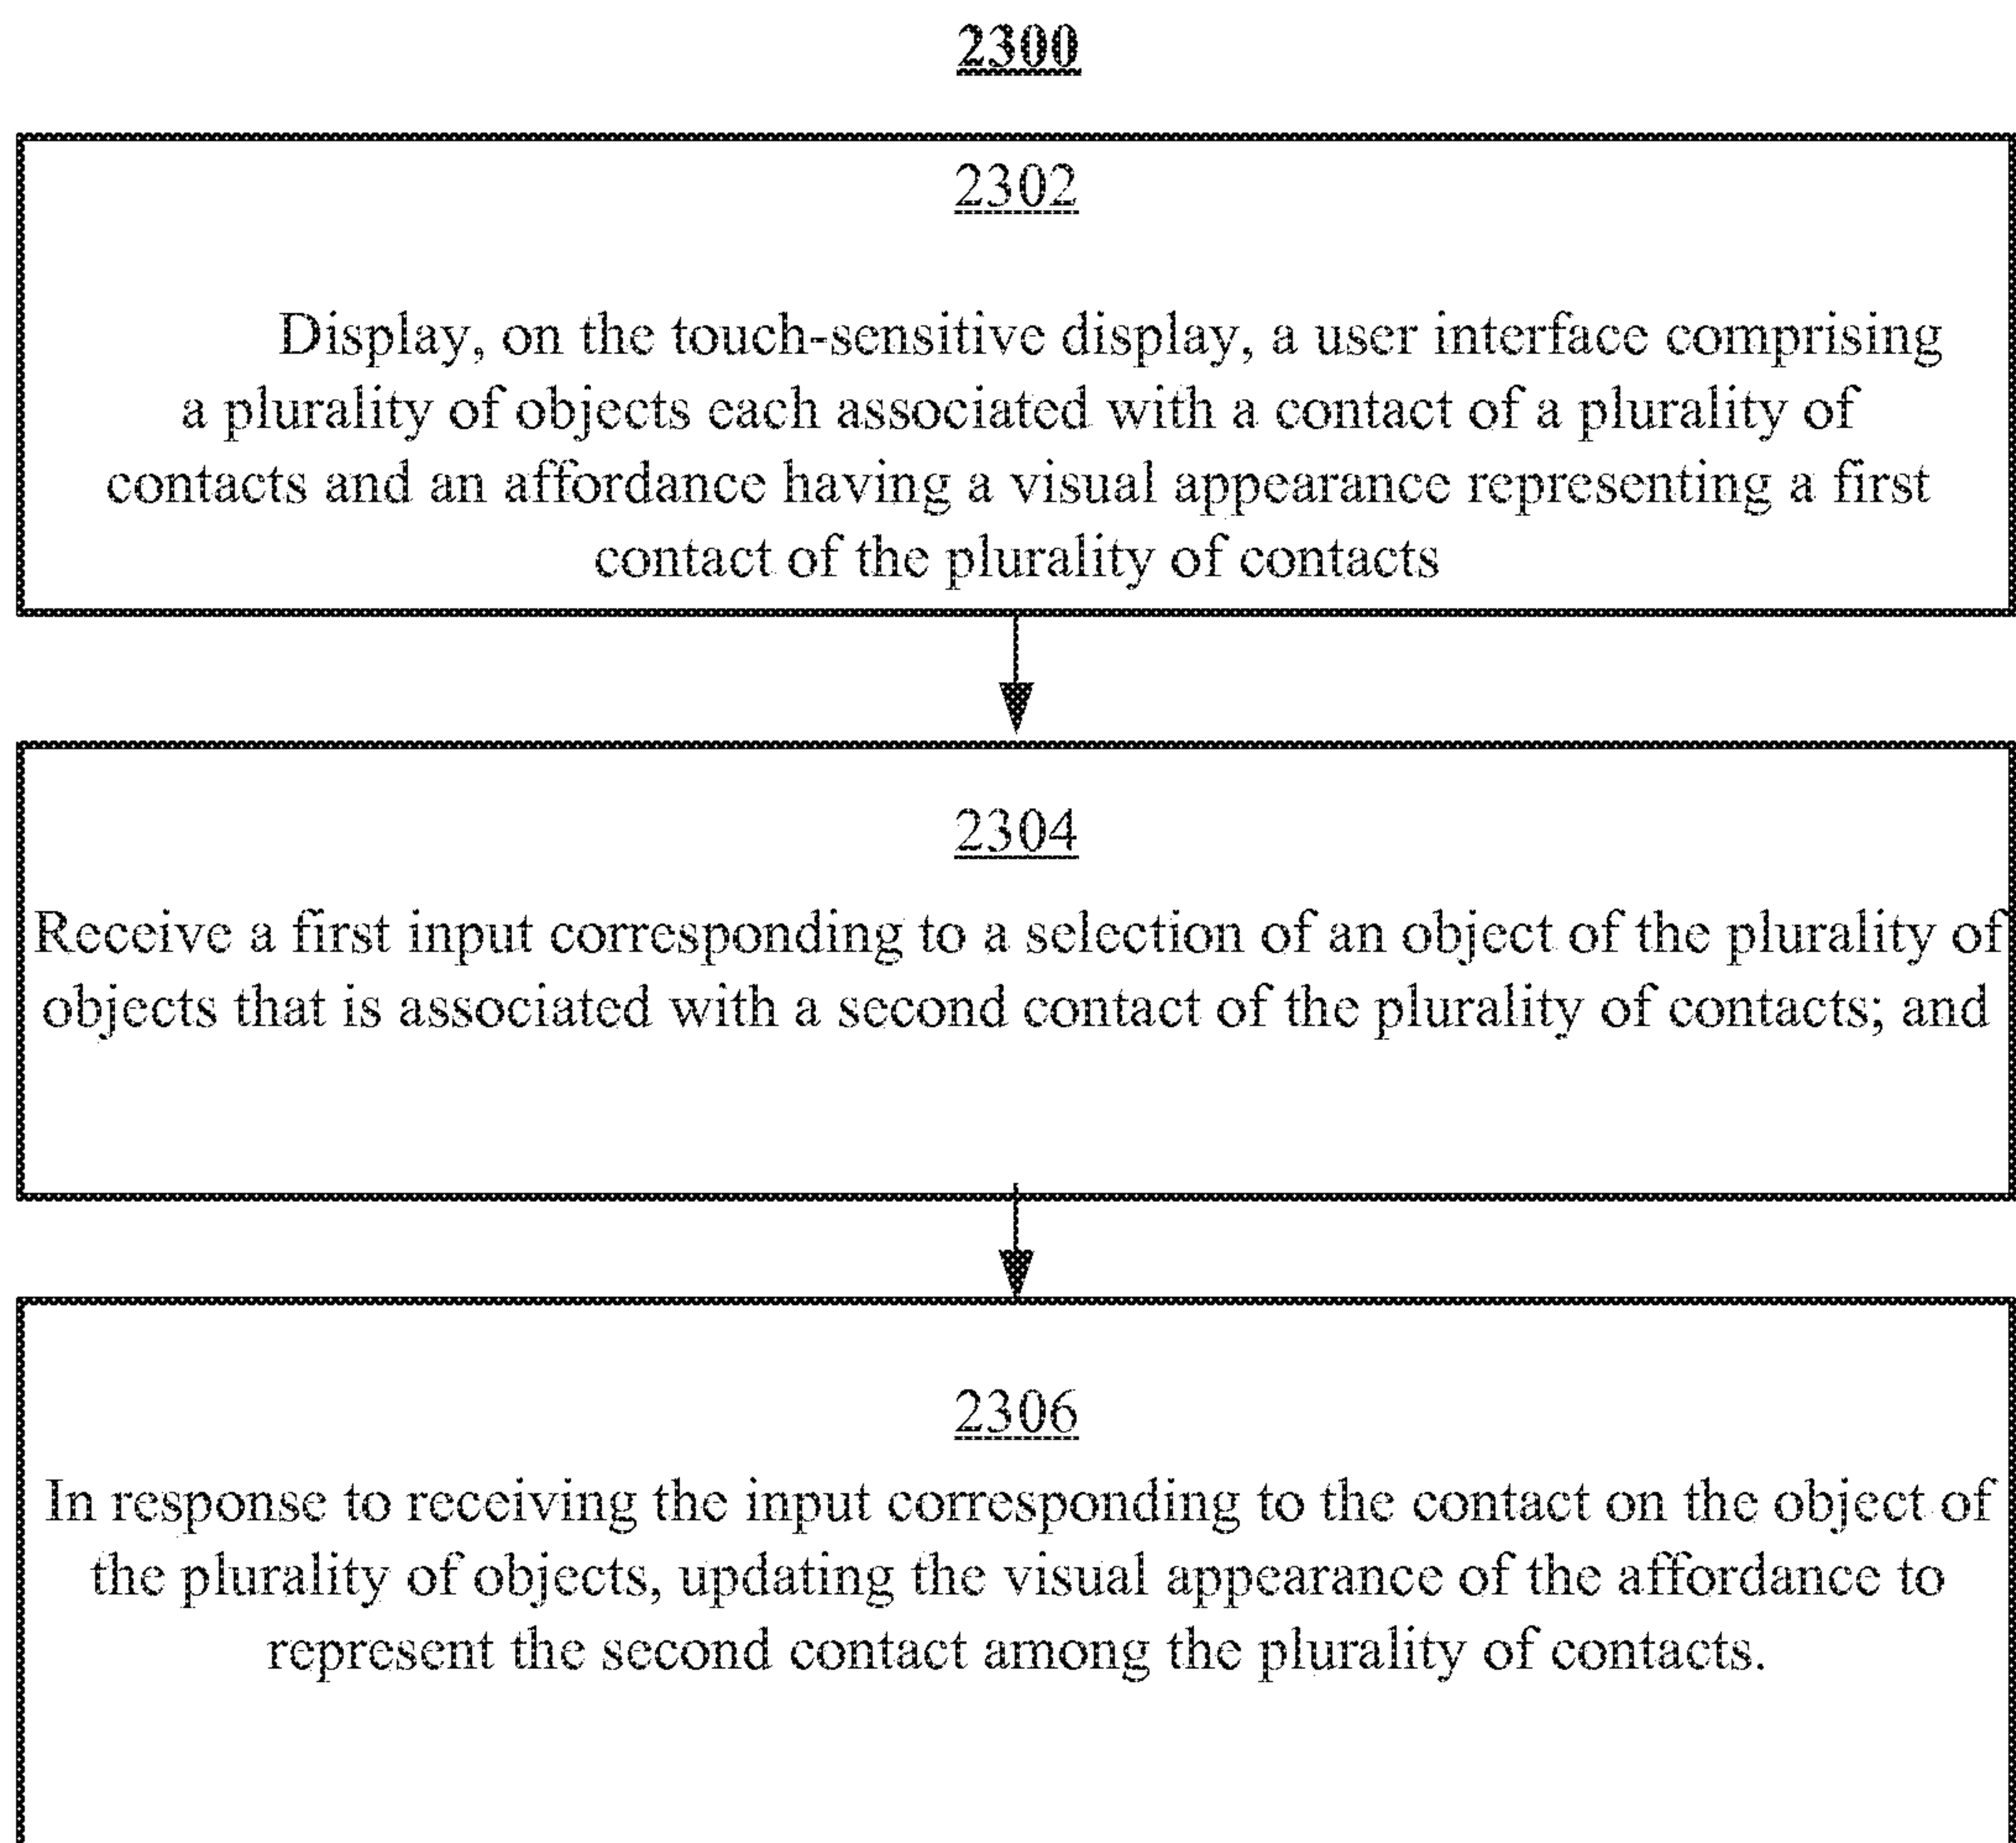 2300
2302
Display, on the touch-sensitive display, a user interface comprising
a plurality of objects each associated with a contact of a plurality of
contacts and an affordance having a visual appearance representing a first
contact of the plurality of contacts
2304
Receive a first input corresponding to a selection of an object of the plurality of
objects that is associated with a second contact of the plurality of contacts; and
2306
In response to receiving the input corresponding to the contact on the object of
the plurality of objects, updating the visual appearance of the affordance to
represent the second contact among the plurality of contacts.